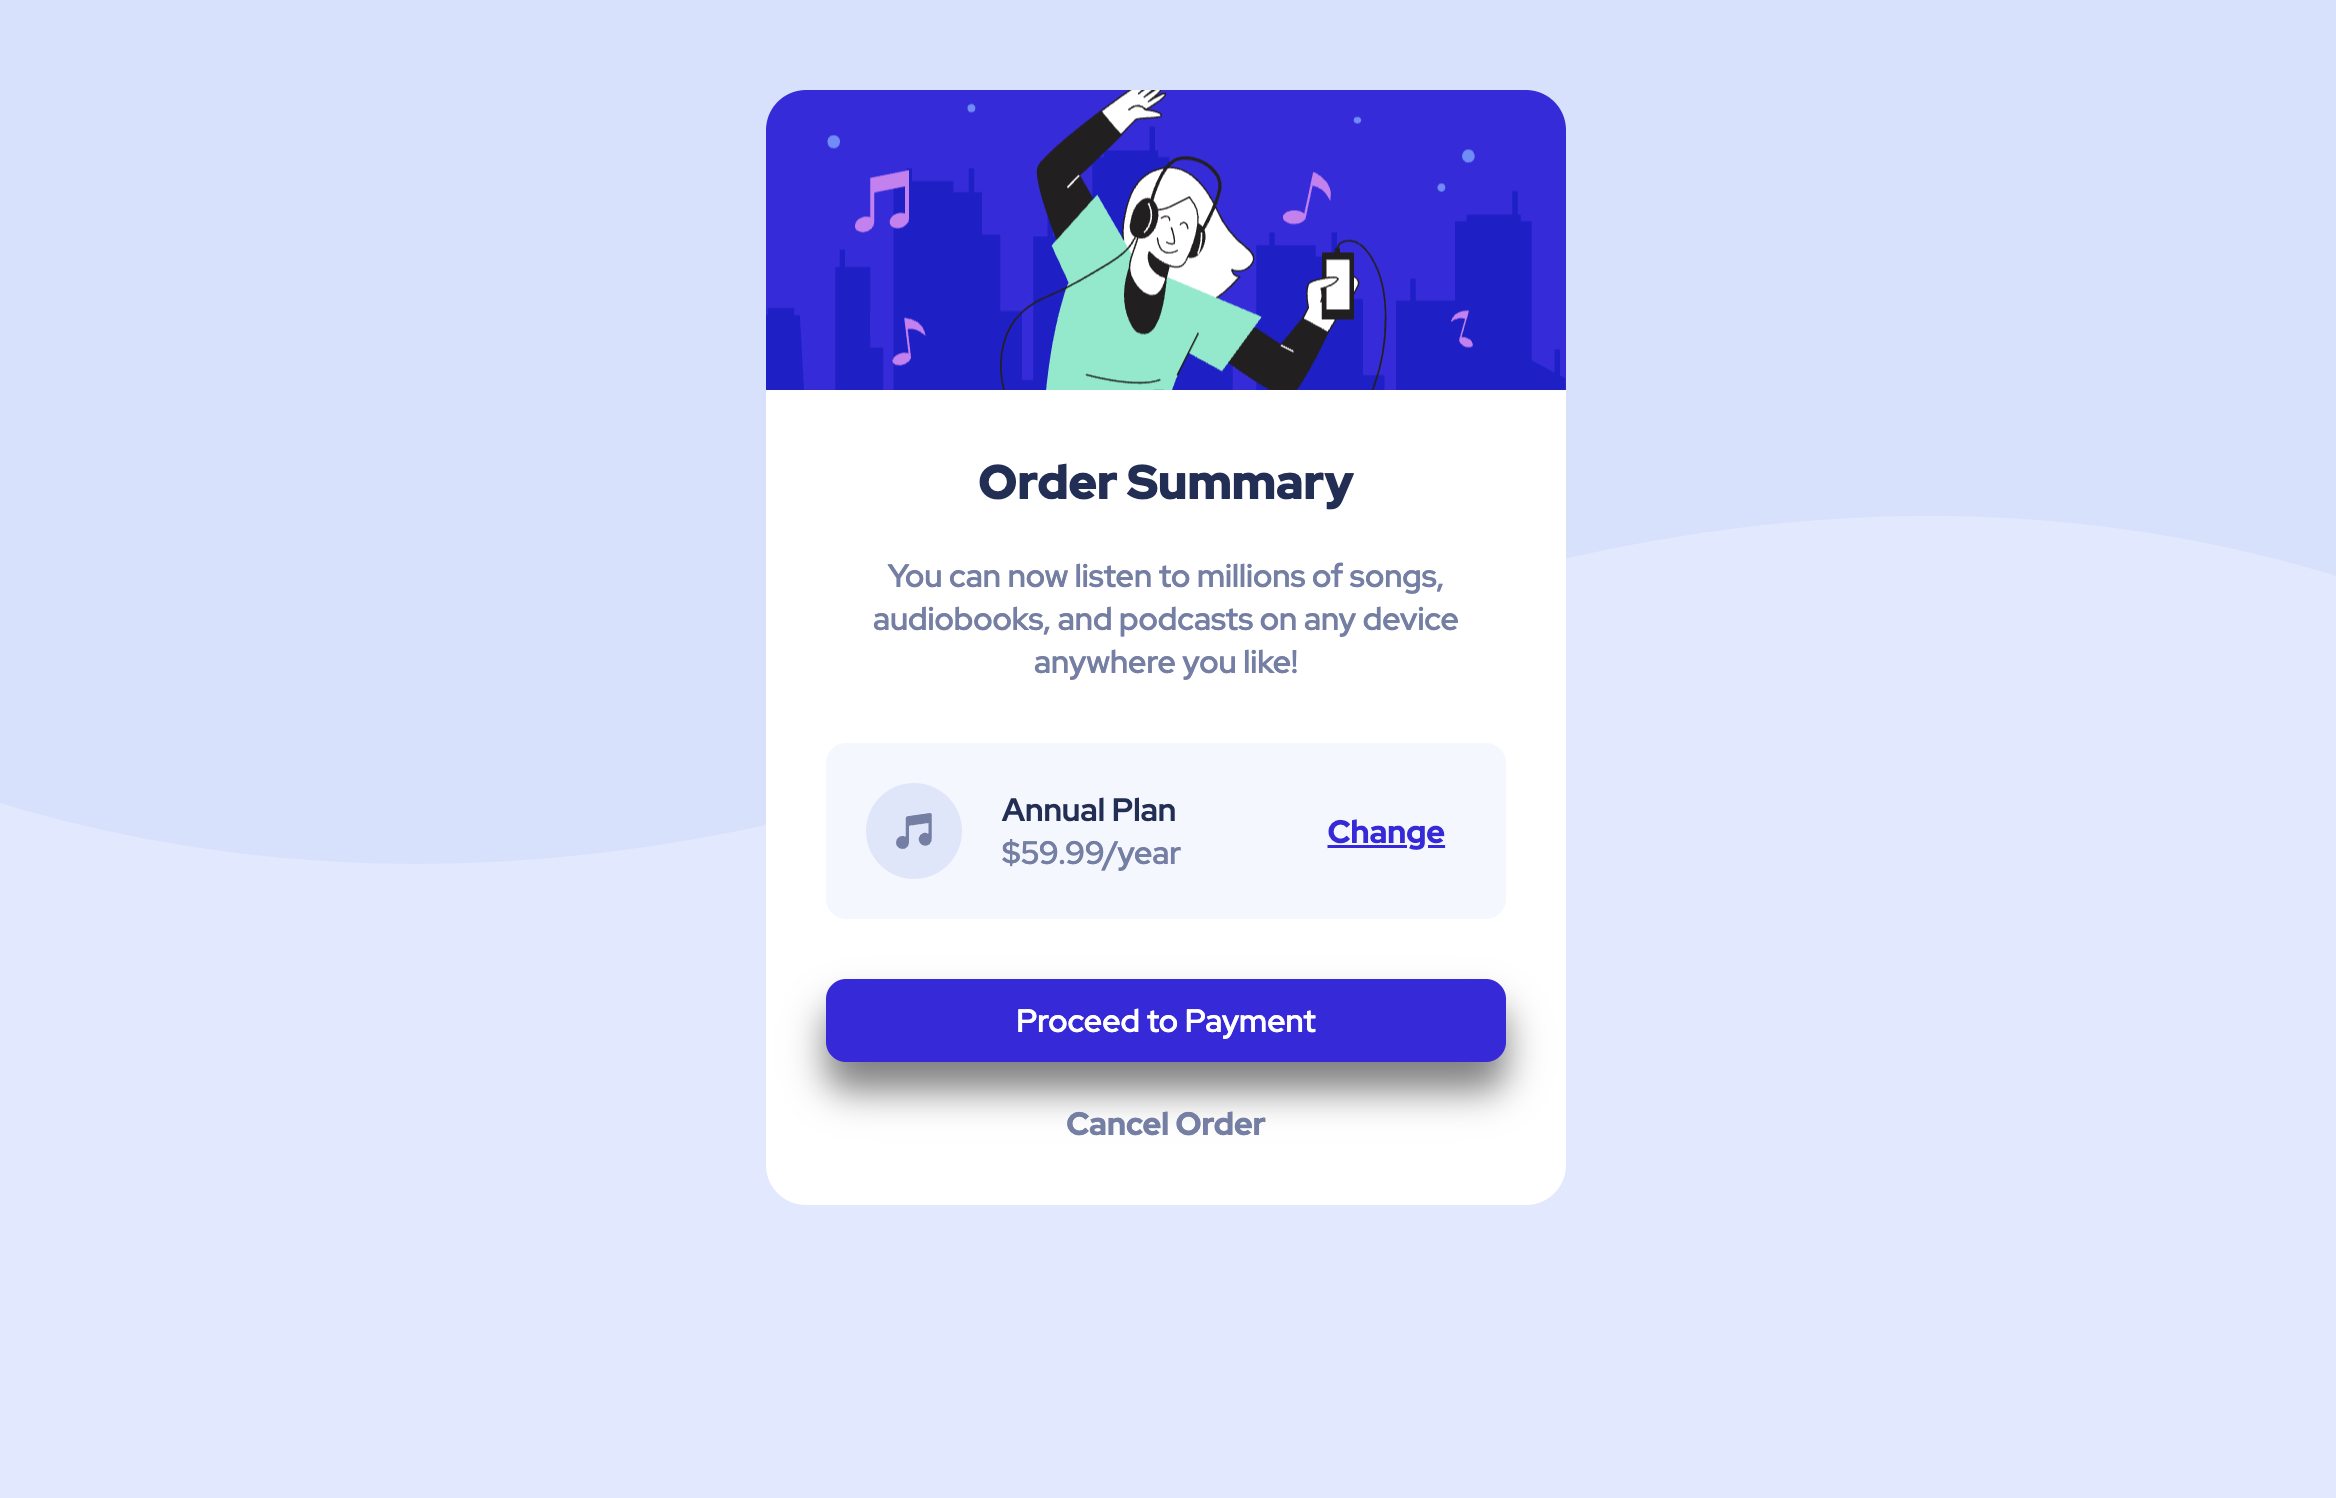 Order Summary
You can now listen to millions of songs,
audiobooks, and podcasts on any device
anywhere you like!
Annual Plan
$59.99/year
Change
Proceed to Payment
Cancel Order